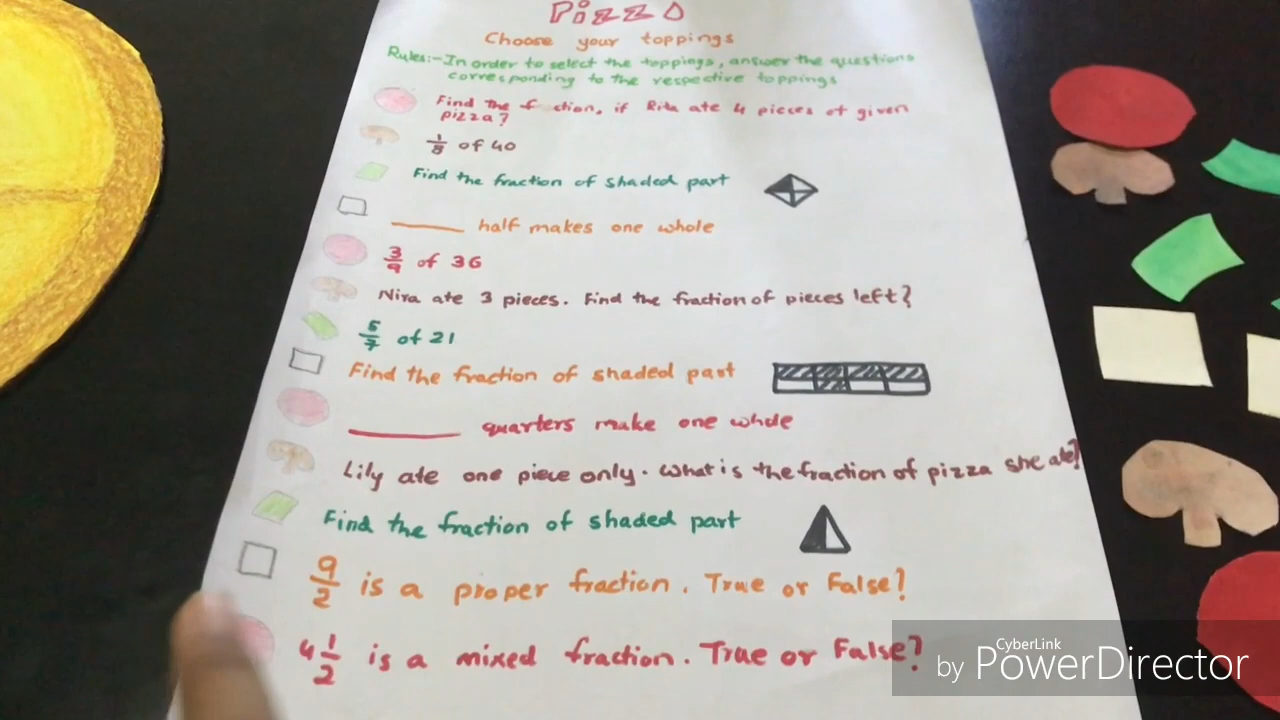 Pizza
Choose your toppings
Rules:- In order to select the toppings, answer the questions
corresponding to the respective toppings
Find the if Rita ate 4 pieces of given
pizza?
1/8 of 40
Find the fraction of shaded part
______ half makes one whole
3/9 of 36
Nira ate 3 pieces. Find the fraction of pieces left?
5/7 of 21
Find the fraction of shaded part
______ quarters make one whole
Lily ate one piece only. What is the fraction of pizza she ate?
Find the fraction of shaded part
9/2 is a proper fraction. True or False?
4 1/2 is a mixed fraction. True or False?
CyberLink
by PowerDirector